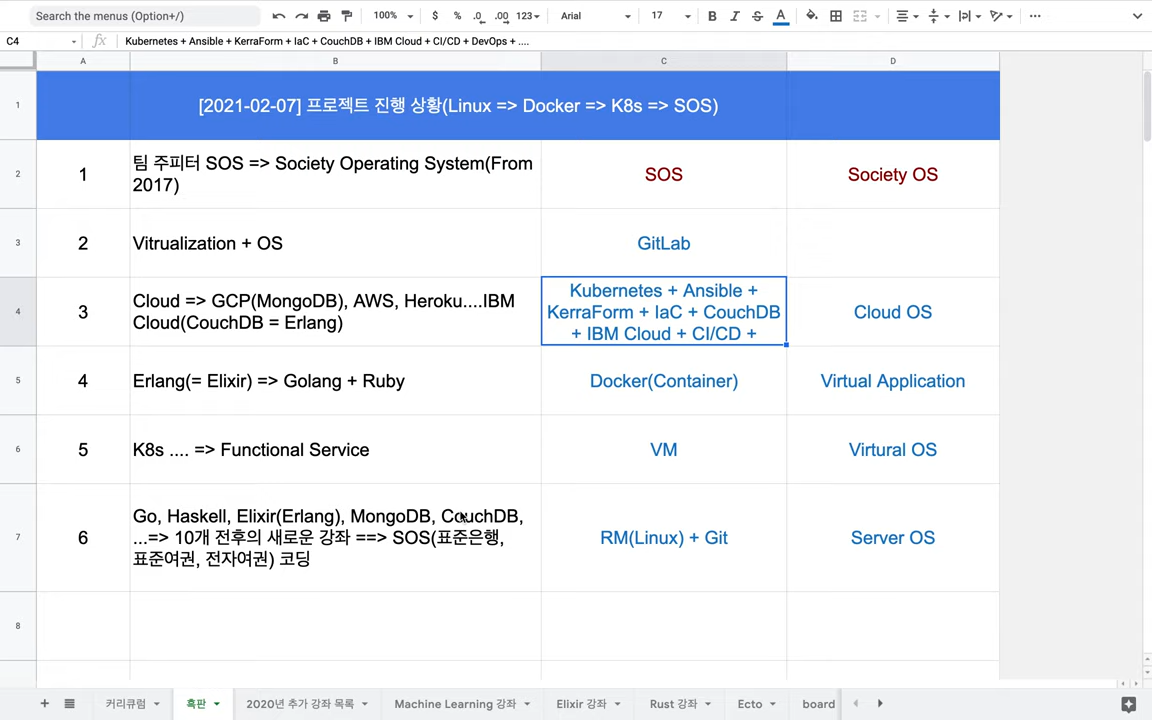 Search the menus (Option+/)
100%
$ % .0 .00 123
Arial
17
B I S A
C4
fx
Kubernetes + Ansible + KerraForm + IaC + CouchDB + IBM Cloud + CI/CD + DevOps + ....
A B C D
1
[2021-02-07] 프로젝트 진행 상황(Linux => Docker => K8s => SOS)
2
1
팀 주피터 SOS => Society Operating System(From
2017)
SOS
Society OS
3
2
Vitrualization + OS
GitLab
4
3
Cloud => GCP(MongoDB), AWS, Heroku....IBM
Cloud(CouchDB = Erlang)
Kubernetes + Ansible +
KerraForm + IaC + CouchDB
+ IBM Cloud + CI/CD +
Cloud OS
5
4
Erlang(= Elixir) => Golang + Ruby
Docker(Container)
Virtual Application
6
5
K8s .... => Functional Service
VM
Virtural OS
7
6
Go, Haskell, Elixir(Erlang), MongoDB, CouchDB,
...=> 10개 전후의 새로운 강좌 ==> SOS(표준은행,
표준여권, 전자여권) 코딩
RM(Linux) + Git
Server OS
8
커리큐럼
흑판
2020년 추가 강좌 목록
Machine Learning 강좌
Elixir 강좌
Rust 강좌
Ecto
board